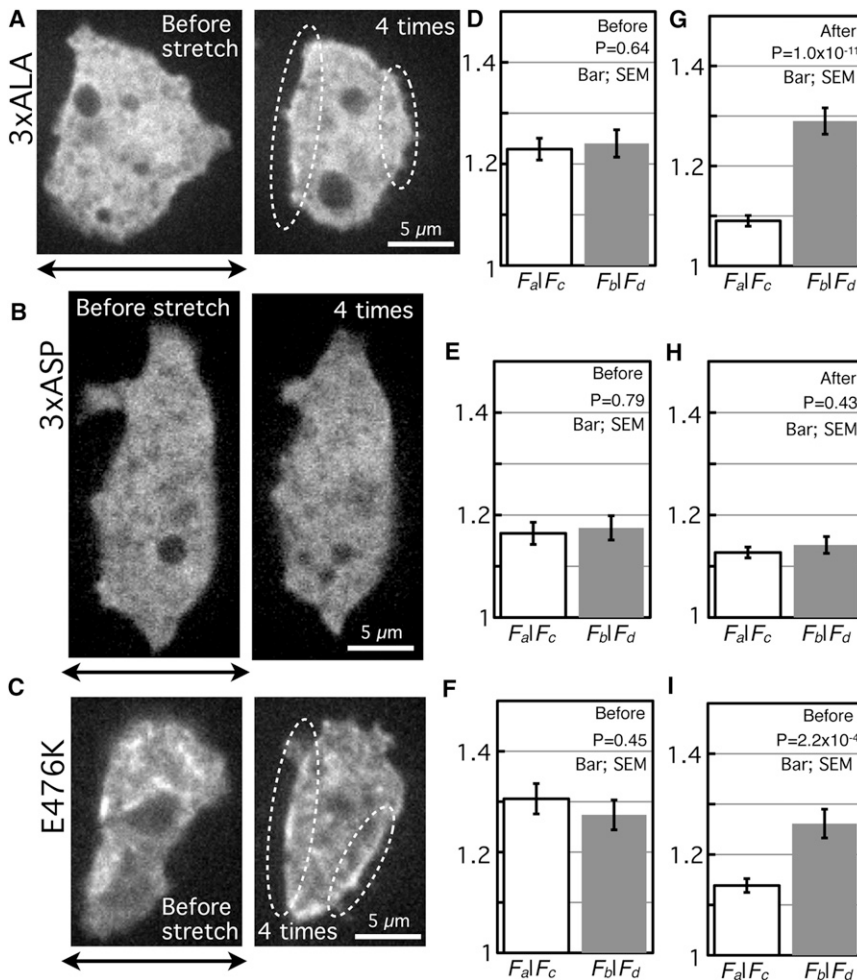 A
3xALA
Before
stretch
4 times
5 µm
D
Before
P=0.64
Bar; SEM
1.4
1.2
1
Fa|Fc
Fb|Fd
G
After
P=1.0x10⁻¹¹
Bar; SEM
1.4
1.2
1
Fa|Fc
Fb|Fd
B
3xASP
Before stretch
4 times
5 µm
E
Before
P=0.79
Bar; SEM
1.4
1.2
1
Fa|Fc
Fb|Fd
H
After
P=0.43
Bar; SEM
1.4
1.2
1
Fa|Fc
Fb|Fd
C
E476K
Before
stretch
4 times
5 µm
F
Before
P=0.45
Bar; SEM
1.4
1.2
1
Fa|Fc
Fb|Fd
I
Before
P=2.2x10⁻⁴
Bar; SEM
1.4
1.2
1
Fa|Fc
Fb|Fd